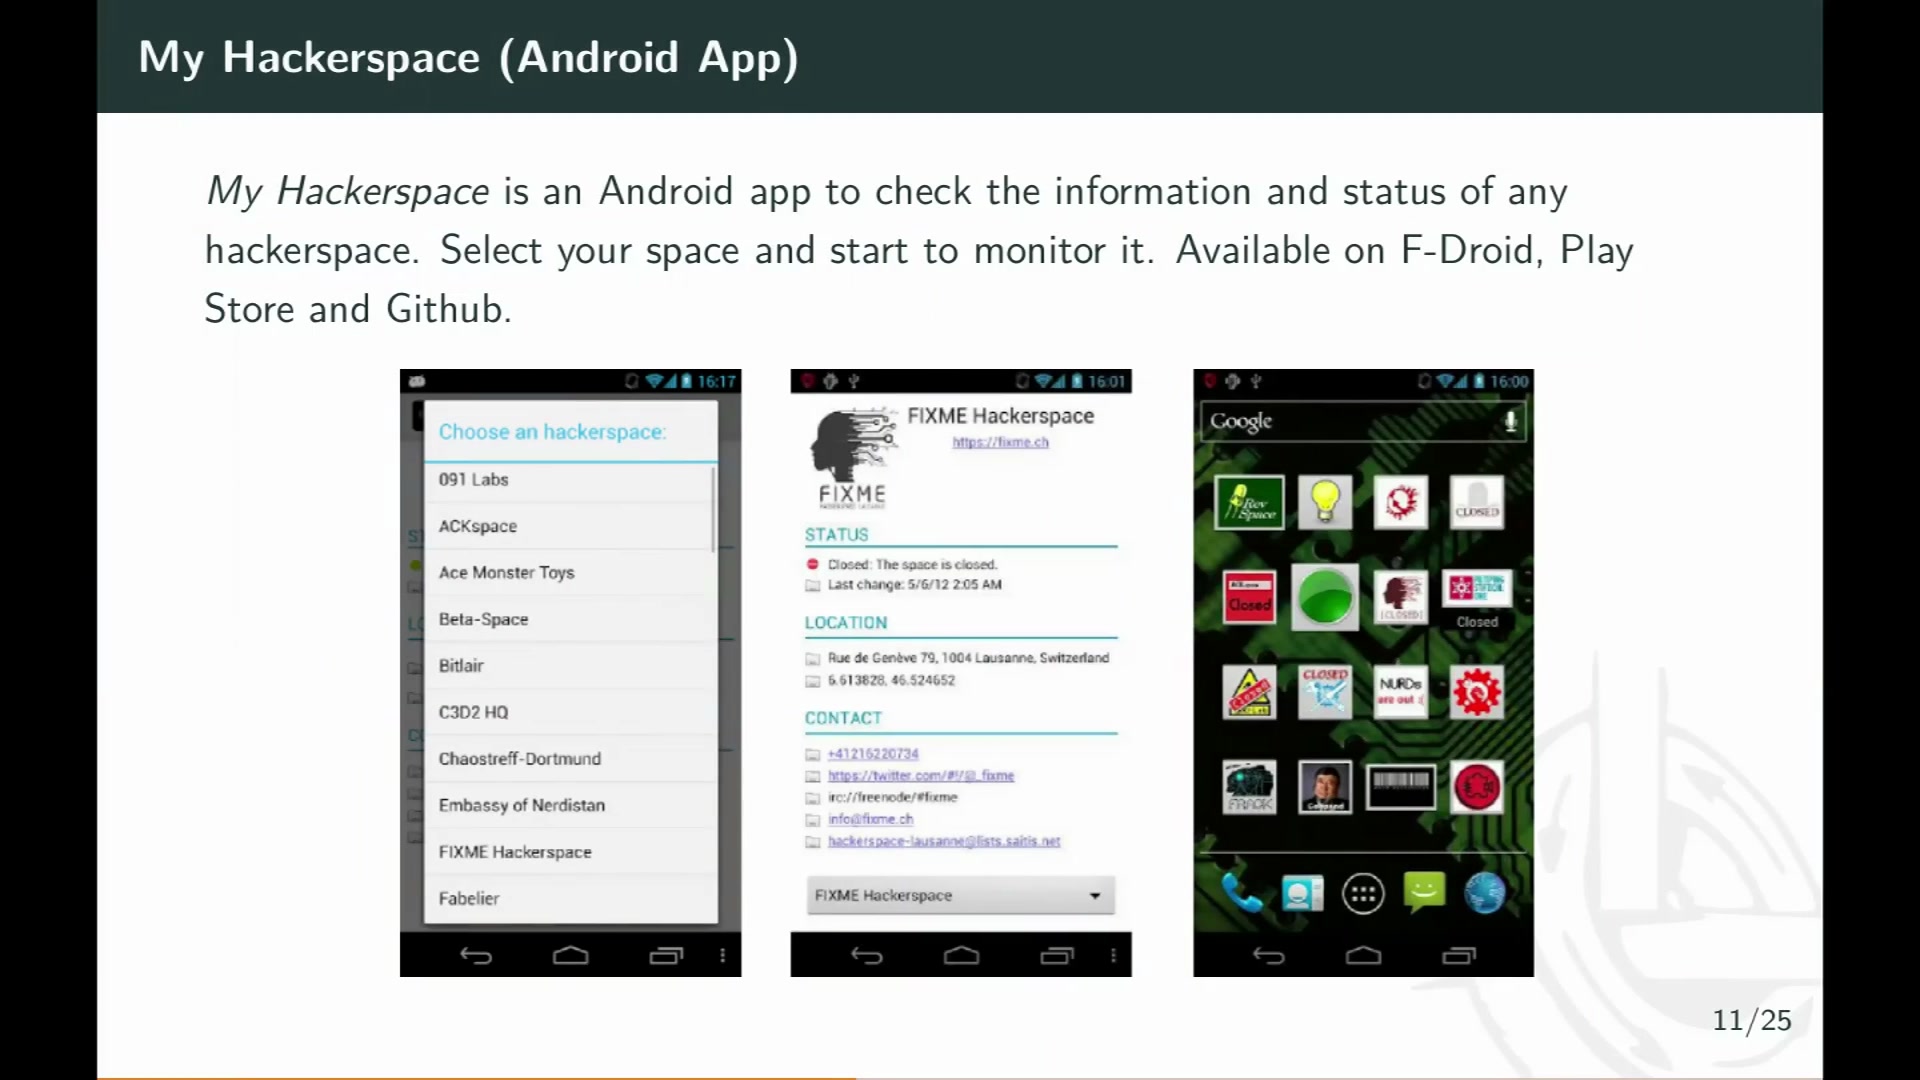 My Hackerspace (Android App)
My Hackerspace is an Android app to check the information and status of any
hackerspace. Select your space and start to monitor it. Available on F-Droid, Play
Store and Github.
16:17
Choose an hackerspace:
091 Labs
ACKspace
Ace Monster Toys
Beta-Space
Bitlair
C3D2 HQ
Chaostreff-Dortmund
Embassy of Nerdistan
FIXME Hackerspace
Fabelier
16:01
FIXME Hackerspace
https://fixme.ch
FIXME
STATUS
Closed: The space is closed.
Last change: 5/6/12 2:05 AM
LOCATION
Rue de Genève 79, 1004 Lausanne, Switzerland
6.613828, 46.524652
CONTACT
+41216220734
https://twitter.com/#!/@_fixme
irc://freenode/#fixme
info@fixme.ch
hackerspace-lausanne@lists.saitis.net
FIXME Hackerspace
16:00
Google
Rev
Space
CLOSED
Closed
[CLOSED]
Closed
CLOSED
NURDs
are out :(
FRACK
11/25